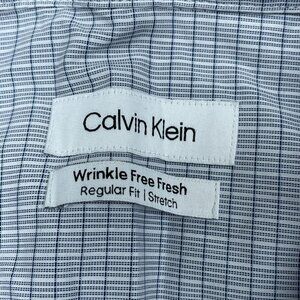 Calvin Klein
Wrinkle Free Fresh
Regular Fit | Stretch